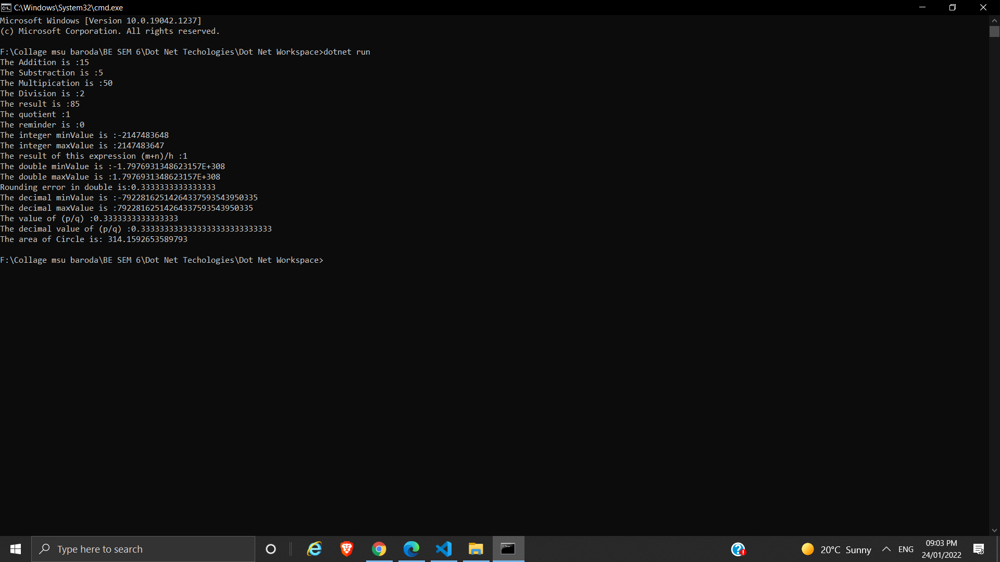 C:\Windows\System32\cmd.exe
Microsoft Windows [Version 10.0.19042.1237]
(c) Microsoft Corporation. All rights reserved.
F:\Collage msu baroda\BE SEM 6\Dot Net Techologies\Dot Net Workspace>dotnet run
The Addition is :15
The Substraction is :5
The Multipication is :50
The Division is :2
The result is :85
The quotient :1
The reminder is :0
The integer minValue is :-2147483648
The integer maxValue is :2147483647
The result of this expression (m+n)/h :1
The double minValue is :-1.7976931348623157E+308
The double maxValue is :1.7976931348623157E+308
Rounding error in double is:0.3333333333333333
The decimal minValue is :-79228162514264337593543950335
The decimal maxValue is :79228162514264337593543950335
The value of (p/q) :0.3333333333333333
The decimal value of (p/q) :0.3333333333333333333333333333
The area of Circle is: 314.1592653589793
F:\Collage msu baroda\BE SEM 6\Dot Net Techologies\Dot Net Workspace>
Type here to search
20°C Sunny
ENG
09:03 PM
24/01/2022